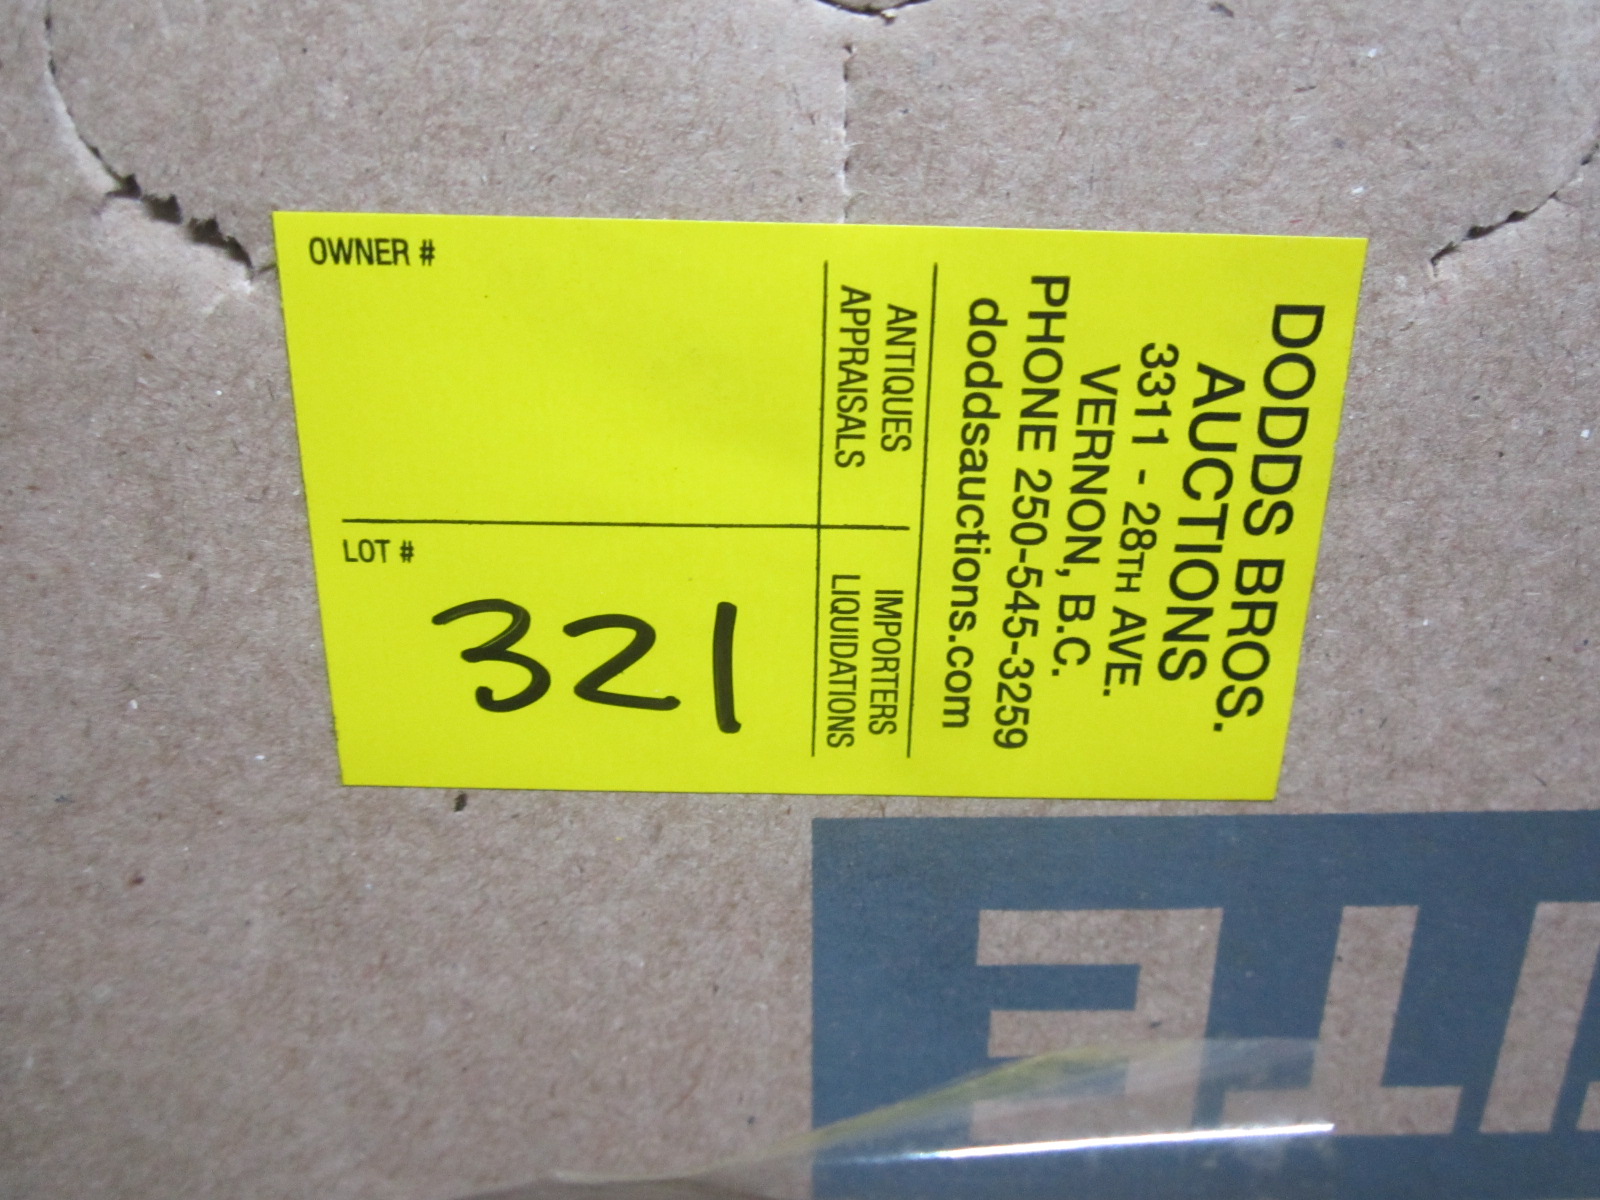 DODDS BROS.
AUCTIONS
3311 - 28TH AVE.
VERNON, B.C.
PHONE 250-545-3259
doddsauctions.com
ANTIQUES
APPRAISALS
IMPORTERS
LIQUIDATIONS
OWNER #
LOT #
321